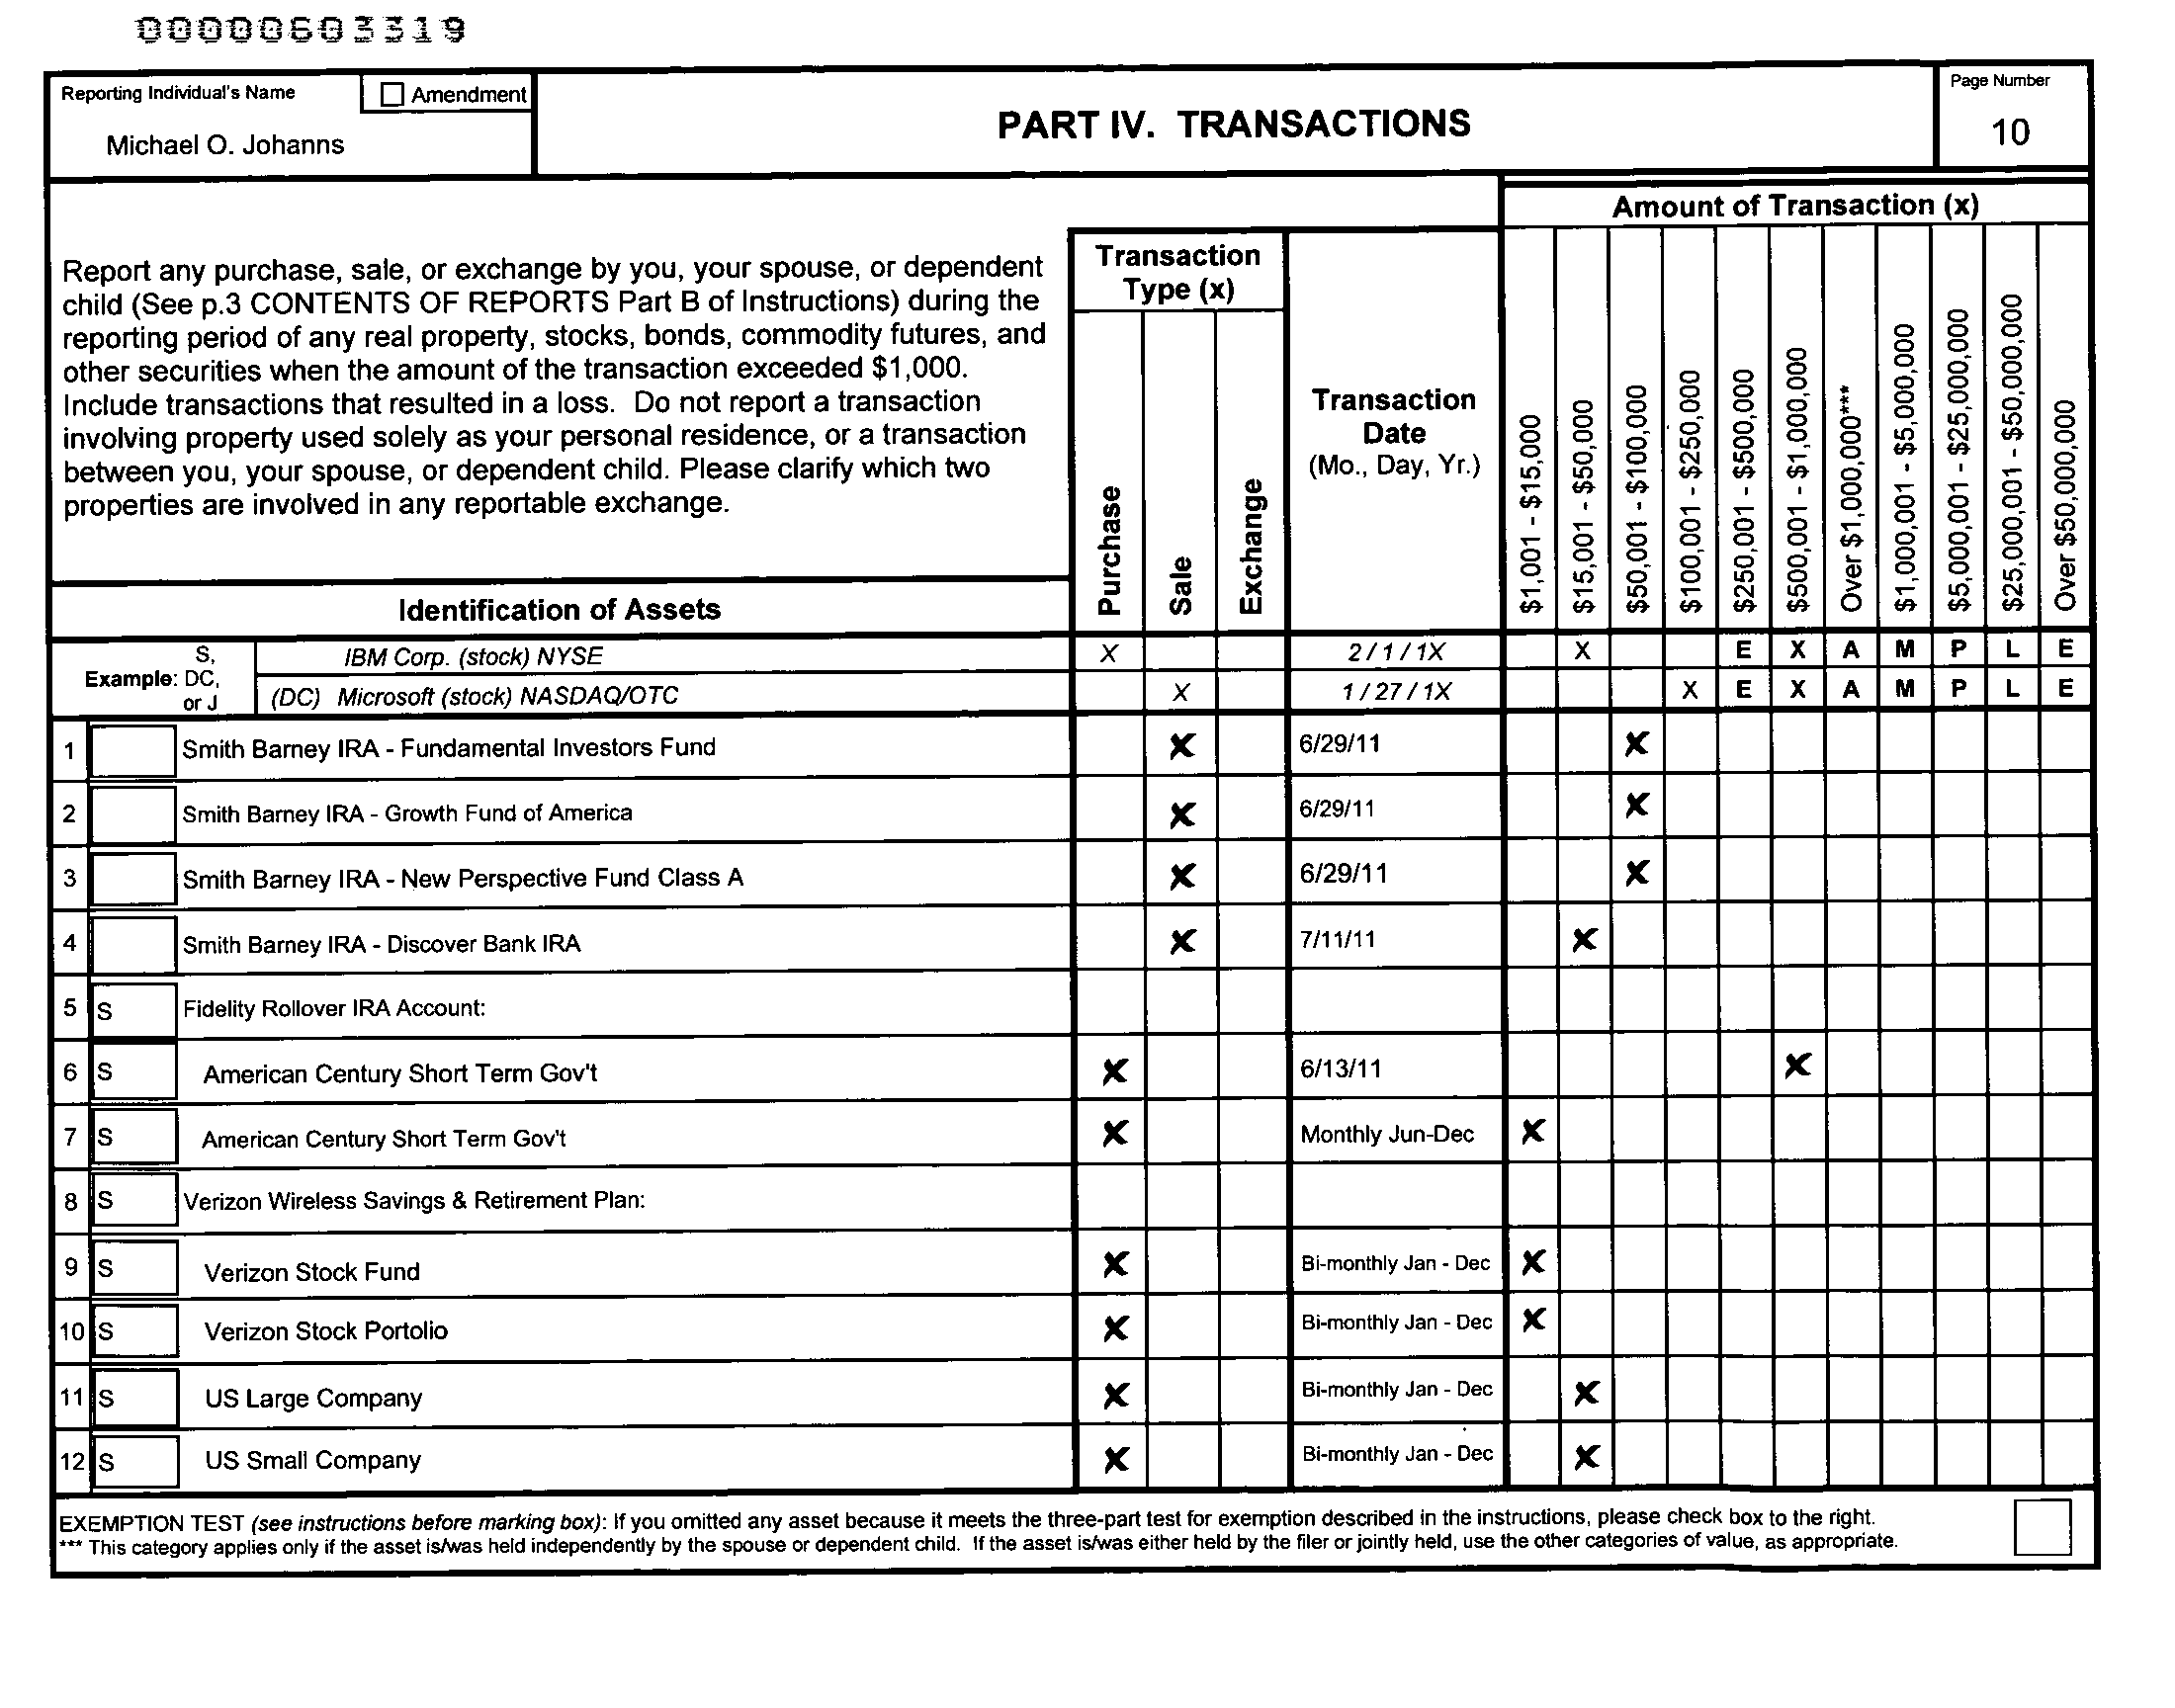 00000603319
Reporting Individual's Name
☐ Amendment
Michael O. Johanns
PART IV. TRANSACTIONS
Page Number
10
Report any purchase, sale, or exchange by you, your spouse, or dependent
child (See p.3 CONTENTS OF REPORTS Part B of Instructions) during the
reporting period of any real property, stocks, bonds, commodity futures, and
other securities when the amount of the transaction exceeded $1,000.
Include transactions that resulted in a loss. Do not report a transaction
involving property used solely as your personal residence, or a transaction
between you, your spouse, or dependent child. Please clarify which two
properties are involved in any reportable exchange.
Identification of Assets
Transaction
Type (x)
Purchase
Sale
Exchange
Transaction
Date
(Mo., Day, Yr.)
Amount of Transaction (x)
$1,001 - $15,000
$15,001 - $50,000
$50,001 - $100,000
$100,001 - $250,000
$250,001 - $500,000
$500,001 - $1,000,000
Over $1,000,000***
$1,000,001 - $5,000,000
$5,000,001 - $25,000,000
$25,000,001 - $50,000,000
Over $50,000,000
Example: S, DC, or J
IBM Corp. (stock) NYSE X 2 / 1 / 1X X E X A M P L E
(DC) Microsoft (stock) NASDAQ/OTC X 1 / 27 / 1X X E X A M P L E
1 Smith Barney IRA - Fundamental Investors Fund X 6/29/11 X
2 Smith Barney IRA - Growth Fund of America X 6/29/11 X
3 Smith Barney IRA - New Perspective Fund Class A X 6/29/11 X
4 Smith Barney IRA - Discover Bank IRA X 7/11/11 X
5 S Fidelity Rollover IRA Account:
6 S American Century Short Term Gov't X 6/13/11 X
7 S American Century Short Term Gov't X Monthly Jun-Dec X
8 S Verizon Wireless Savings & Retirement Plan:
9 S Verizon Stock Fund X Bi-monthly Jan - Dec X
10 S Verizon Stock Portolio X Bi-monthly Jan - Dec X
11 S US Large Company X Bi-monthly Jan - Dec X
12 S US Small Company X Bi-monthly Jan - Dec X
EXEMPTION TEST (see instructions before marking box): If you omitted any asset because it meets the three-part test for exemption described in the instructions, please check box to the right.
*** This category applies only if the asset is/was held independently by the spouse or dependent child. If the asset is/was either held by the filer or jointly held, use the other categories of value, as appropriate.